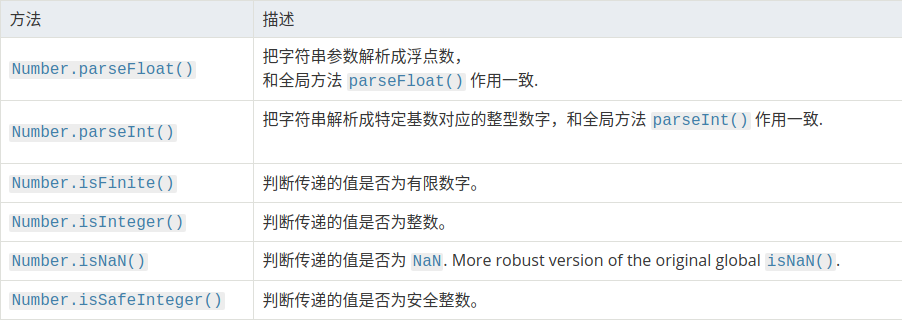 方法 描述
Number.parseFloat() 把字符串参数解析成浮点数，
和全局方法 parseFloat() 作用一致.
Number.parseInt() 把字符串解析成特定基数对应的整型数字，和全局方法 parseInt() 作用一致.
Number.isFinite() 判断传递的值是否为有限数字。
Number.isInteger() 判断传递的值是否为整数。
Number.isNaN() 判断传递的值是否为 NaN. More robust version of the original global isNaN().
Number.isSafeInteger() 判断传递的值是否为安全整数。